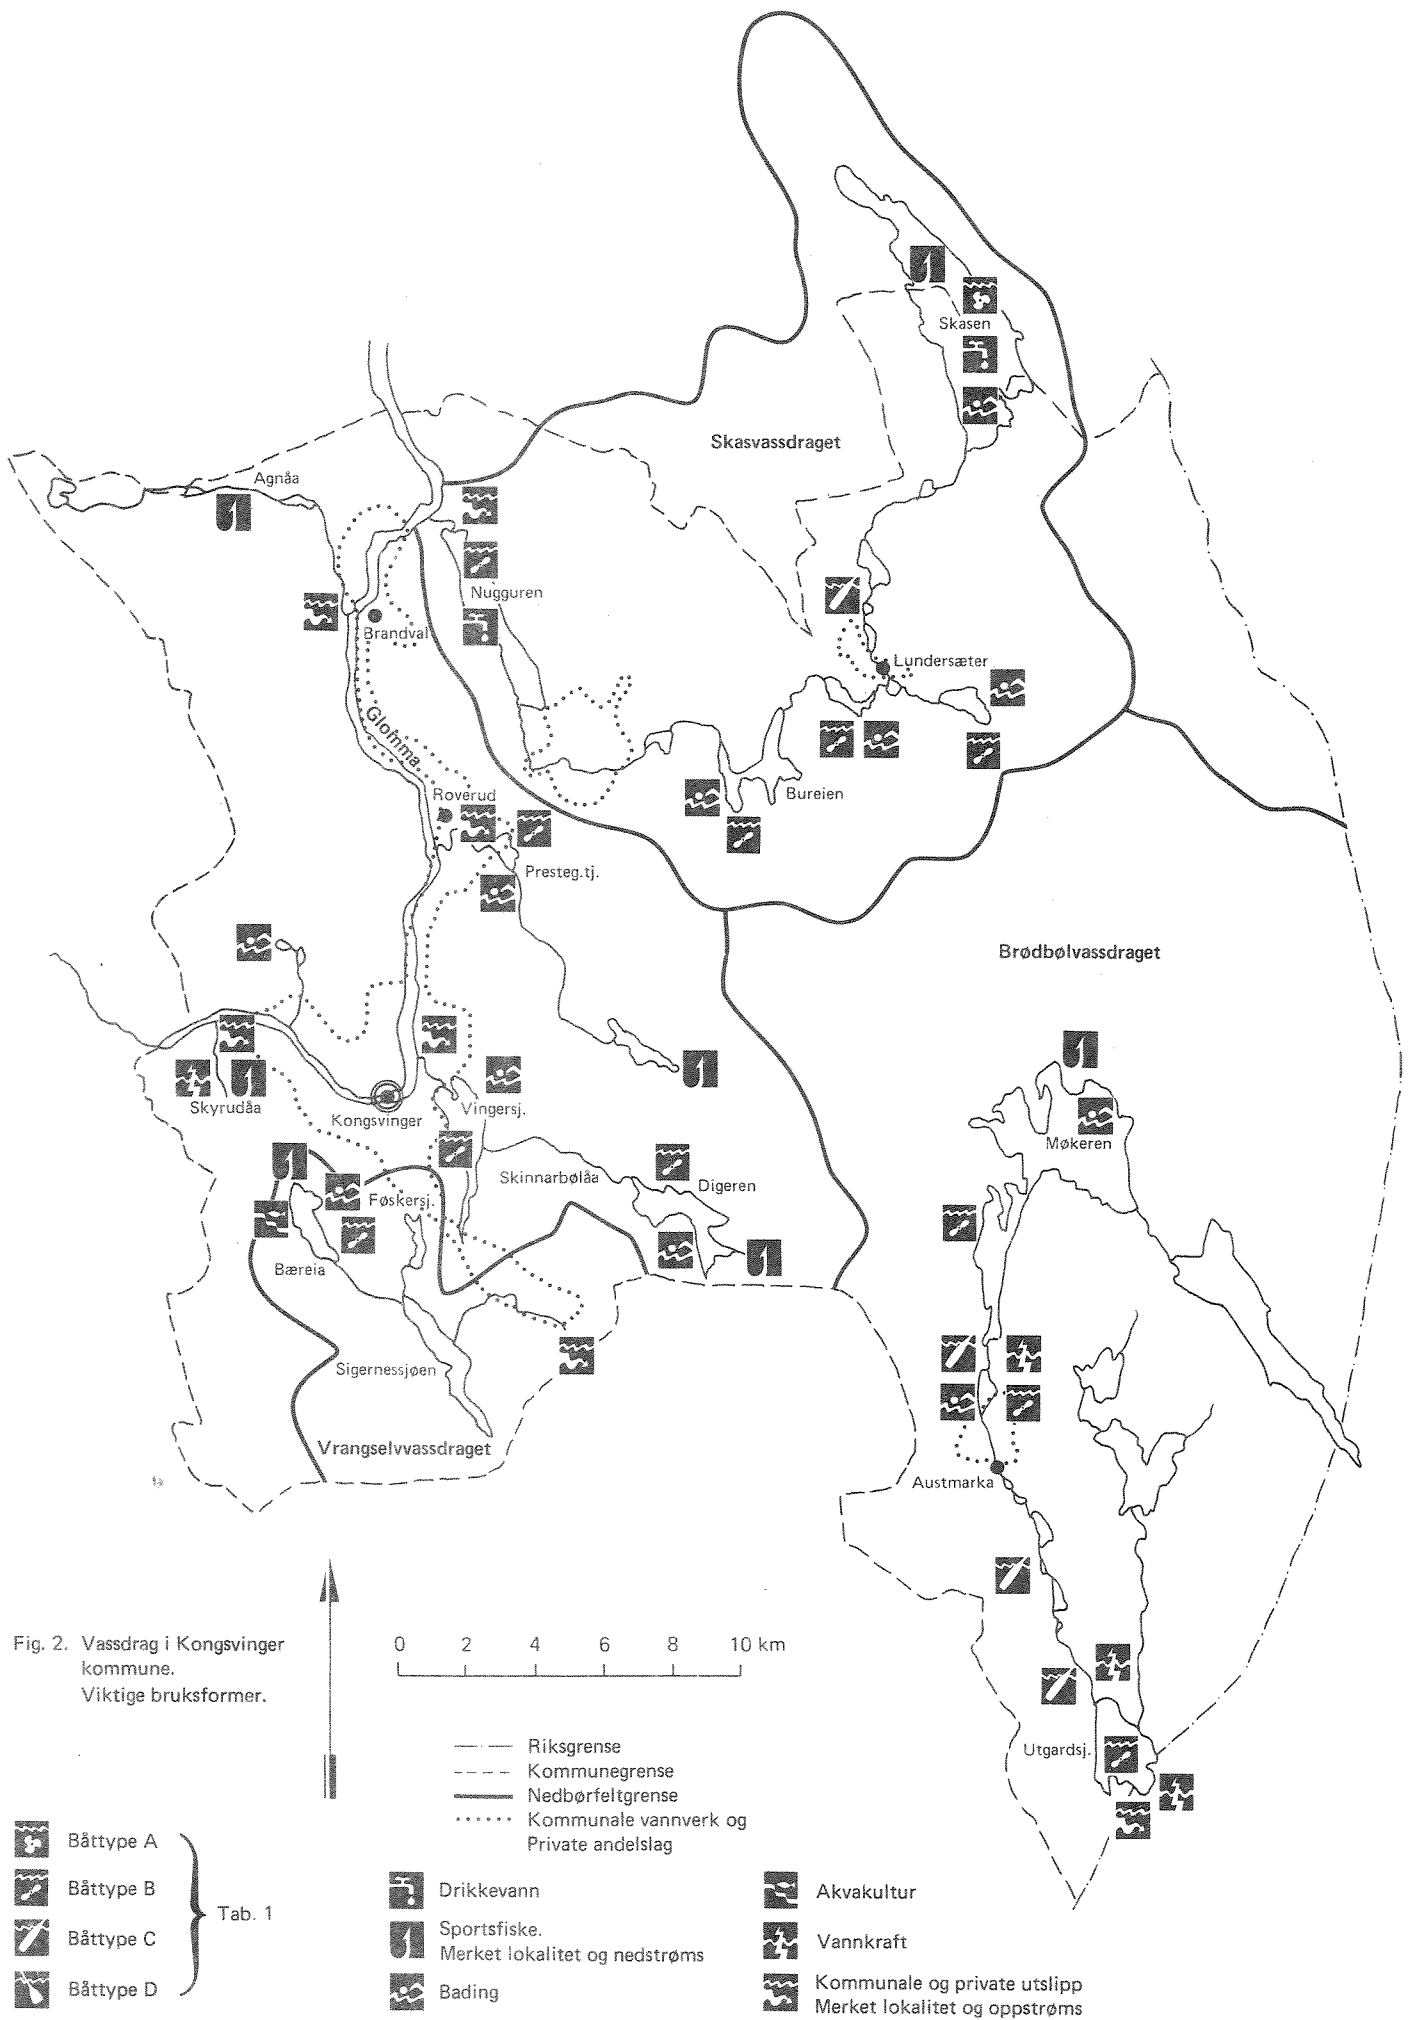 Skasen
Skasvassdraget
Agnåa
Nugguren
Brandval
Lundersæter
Glomma
Bureien
Roverud
Presteg.tj.
Brødbølvassdraget
Skyrudåa
Kongsvinger
Vingersj.
Møkeren
Skinnarbølåa
Digeren
Føskersj.
Bæreia
Sigernessjøen
Vrangselvvassdraget
Austmarka
Utgardsj.
Fig. 2. Vassdrag i Kongsvinger
kommune.
Viktige bruksformer.
0 2 4 6 8 10 km
Riksgrense
Kommunegrense
Nedbørfeltgrense
Kommunale vannverk og
Private andelslag
Båttype A
Båttype B
Båttype C
Båttype D
Tab. 1
Drikkevann
Sportsfiske.
Merket lokalitet og nedstrøms
Bading
Akvakultur
Vannkraft
Kommunale og private utslipp
Merket lokalitet og oppstrøms